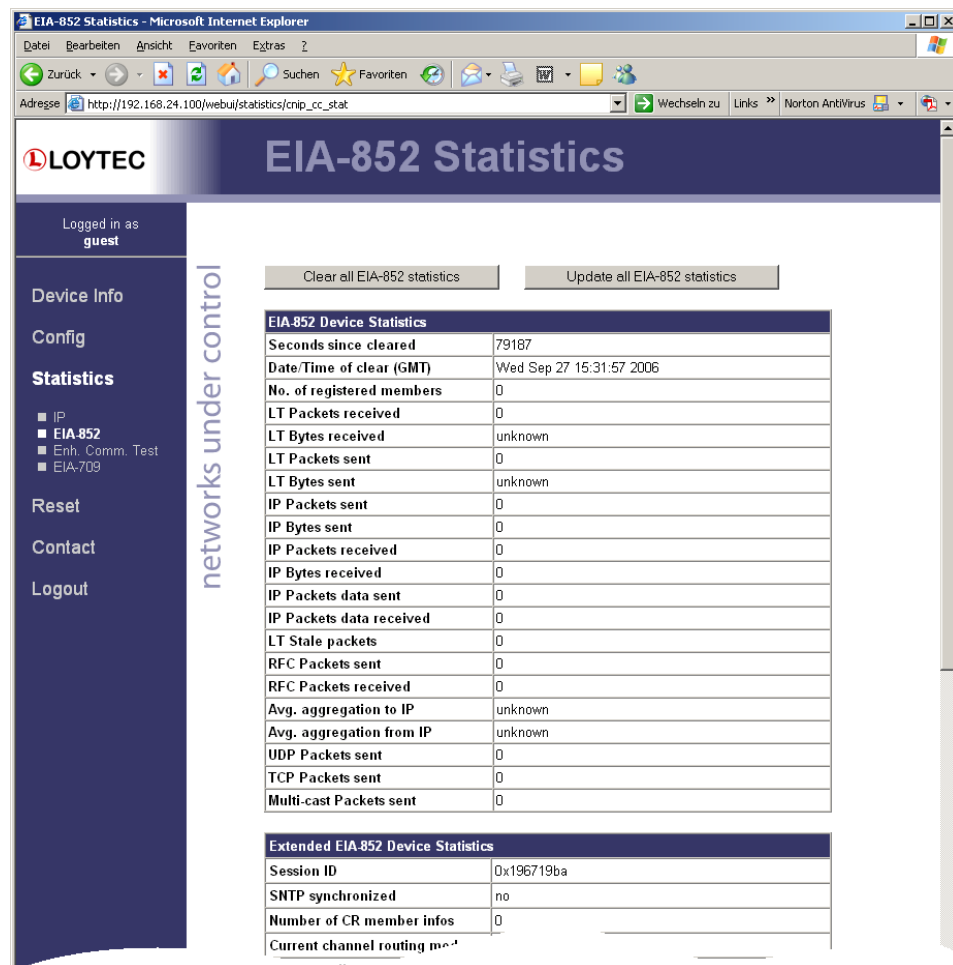 EIA-852 Statistics - Microsoft Internet Explorer
Datei Bearbeiten Ansicht Favoriten Extras ?
Zurück Suchen Favoriten
Adresse http://192.168.24.100/webui/statistics/cnip_cc_stat Wechseln zu Links » Norton AntiVirus
LOYTEC
EIA-852 Statistics
Logged in as
guest
Device Info
Config
Statistics
IP
EIA-852
Enh. Comm. Test
EIA-709
Reset
Contact
Logout
networks under control
Clear all EIA-852 statistics Update all EIA-852 statistics
EIA-852 Device Statistics
Seconds since cleared 79187
Date/Time of clear (GMT) Wed Sep 27 15:31:57 2006
No. of registered members 0
LT Packets received 0
LT Bytes received unknown
LT Packets sent 0
LT Bytes sent unknown
IP Packets sent 0
IP Bytes sent 0
IP Packets received 0
IP Bytes received 0
IP Packets data sent 0
IP Packets data received 0
LT Stale packets 0
RFC Packets sent 0
RFC Packets received 0
Avg. aggregation to IP unknown
Avg. aggregation from IP unknown
UDP Packets sent 0
TCP Packets sent 0
Multi-cast Packets sent 0
Extended EIA-852 Device Statistics
Session ID 0x196719ba
SNTP synchronized no
Number of CR member infos 0
Current channel routing